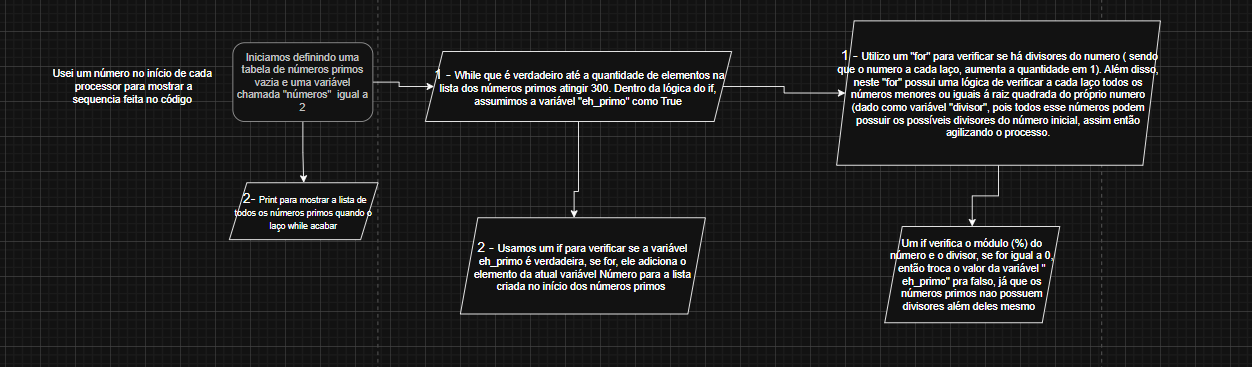 Usei um número no início de cada
processor para mostrar a
sequencia feita no código
Iniciamos definindo uma
tabela de números primos
vazia e uma variável
chamada "números" igual a
2
1 - While que é verdadeiro até a quantidade de elementos na
lista dos números primos atingir 300. Dentro da lógica do if,
assumimos a variável "eh_primo" como True
1 - Utilizo um "for" para verificar se há divisores do numero ( sendo
que o numero a cada laço, aumenta a quantidade em 1). Além disso,
neste "for" possui uma lógica de verificar a cada laço todos os
números menores ou iguais á raiz quadrada do próprio numero
(dado como variável "divisor", pois todos esse números podem
possuir os possíveis divisores do número inicial, assim então
agilizando o processo.
2- Print para mostrar a lista de
todos os números primos quando o
laço while acabar
2 - Usamos um if para verificar se a variável
eh_primo é verdadeira, se for, ele adiciona o
elemento da atual variável Número para a lista
criada no início dos números primos
Um if verifica o módulo (%) do
número e o divisor, se for igual a 0,
então troca o valor da variável "
eh_primo" pra falso, já que os
números primos nao possuem
divisores além deles mesmo